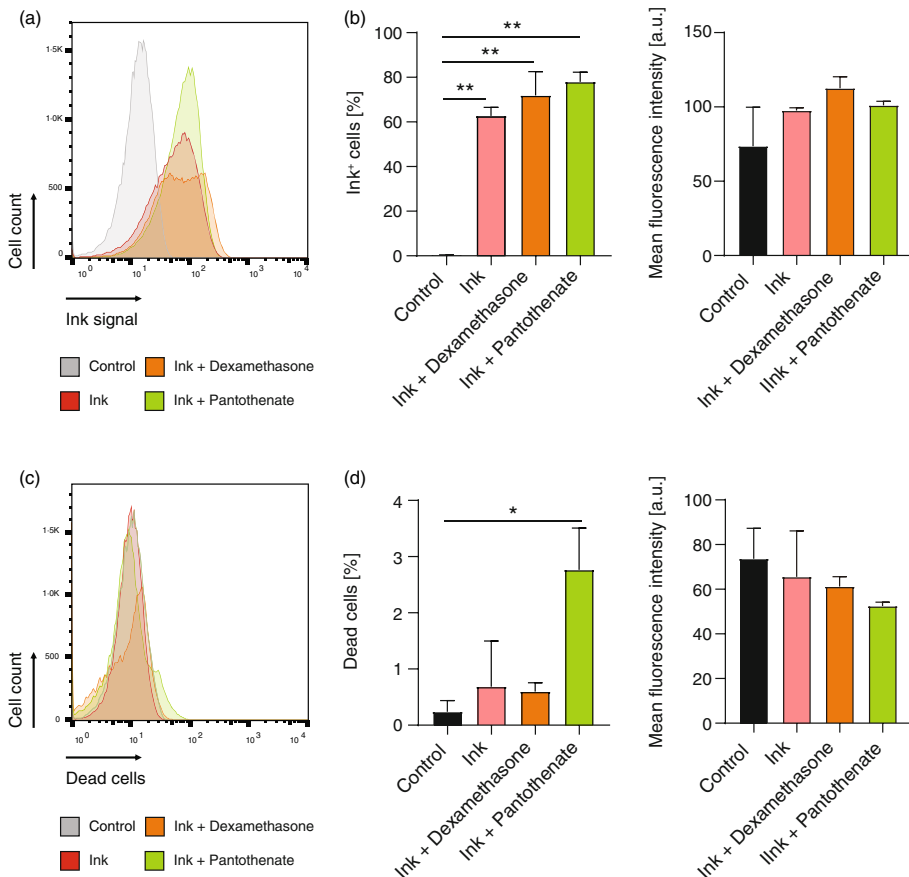 (a)
1·5K
1·0K
500
0
10⁰ 10¹ 10² 10³ 10⁴
Cell count
Ink signal
Control
Ink + Dexamethasone
Ink
Ink + Pantothenate
(b)
100
80
60
40
20
0
Ink⁺ cells [%]
**
**
**
Control
Ink
Ink + Dexamethasone
Ink + Pantothenate
150
100
50
0
Mean fluorescence intensity [a.u.]
Control
Ink
Ink + Dexamethasone
IInk + Pantothenate
(c)
1·5K
1·0K
500
0
10⁰ 10¹ 10² 10³ 10⁴
Cell count
Dead cells
Control
Ink + Dexamethasone
Ink
Ink + Pantothenate
(d)
4
3
2
1
0
Dead cells [%]
*
Control
Ink
Ink + Dexamethasone
Ink + Pantothenate
100
80
60
40
20
0
Mean fluorescence intensity [a.u.]
Control
Ink
Ink + Dexamethasone
IInk + Pantothenate